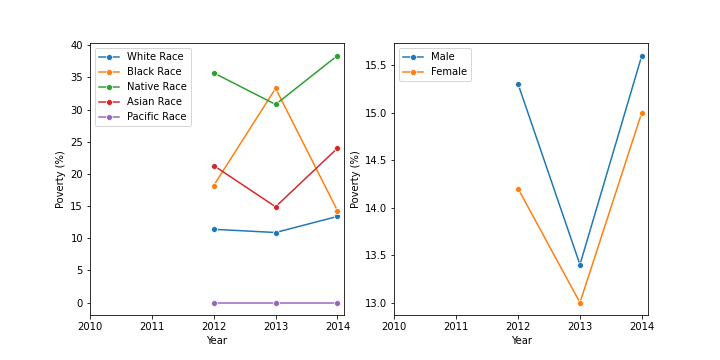 White Race
Black Race
Native Race
Asian Race
Pacific Race
Poverty (%)
40
35
30
25
20
15
10
5
0
2010 2011 2012 2013 2014
Year
Male
Female
Poverty (%)
15.5
15.0
14.5
14.0
13.5
13.0
2010 2011 2012 2013 2014
Year